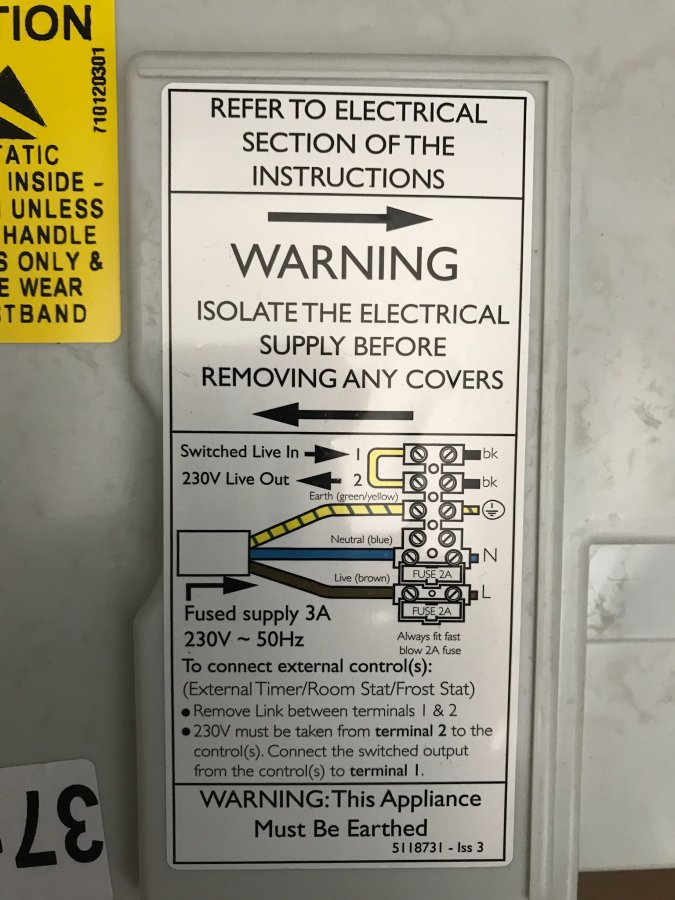 TION
710120301
TATIC
INSIDE -
UNLESS
HANDLE
S ONLY &
E WEAR
TBAND
REFER TO ELECTRICAL
SECTION OF THE
INSTRUCTIONS
WARNING
ISOLATE THE ELECTRICAL
SUPPLY BEFORE
REMOVING ANY COVERS
Switched Live In 1 bk
230V Live Out 2 bk
Earth (green/yellow)
Neutral (blue) N
FUSE 2A
Live (brown) L
FUSE 2A
Fused supply 3A
230V ~ 50Hz
Always fit fast
blow 2A fuse
To connect external control(s):
(External Timer/Room Stat/Frost Stat)
• Remove Link between terminals 1 & 2
• 230V must be taken from terminal 2 to the
control(s). Connect the switched output
from the control(s) to terminal 1.
WARNING: This Appliance
Must Be Earthed
5118731 - Iss 3
37